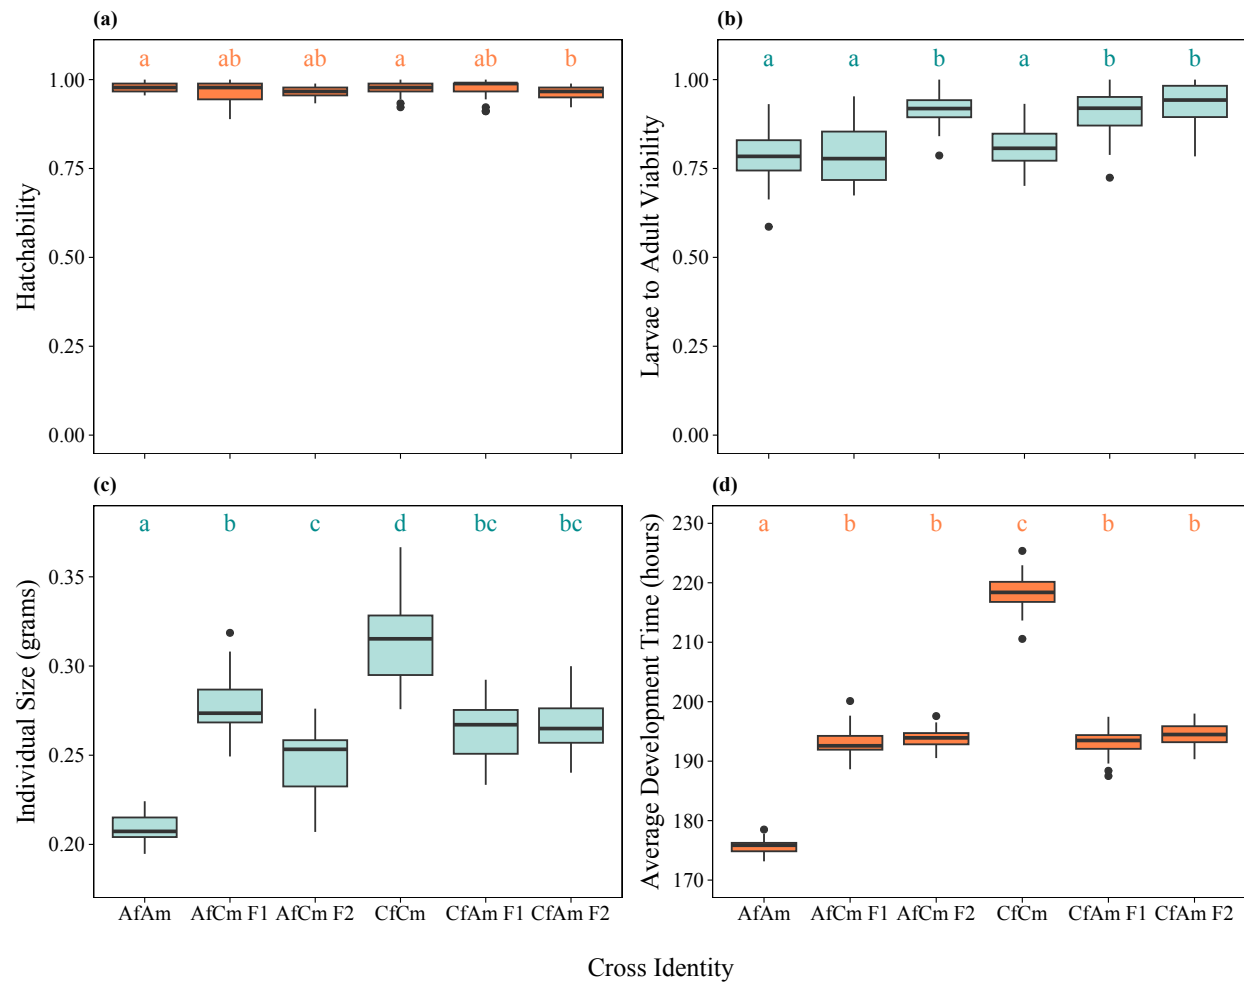 (a)
a ab ab a ab b
1.00
0.75
0.50
0.25
0.00
Hatchability
(b)
a a b a b b
1.00
0.75
0.50
0.25
0.00
Larvae to Adult Viability
(c)
a b c d bc bc
0.35
0.30
0.25
0.20
Individual Size (grams)
AfAm AfCm F1 AfCm F2 CfCm CfAm F1 CfAm F2
(d)
a b b c b b
230
220
210
200
190
180
170
Average Development Time (hours)
AfAm AfCm F1 AfCm F2 CfCm CfAm F1 CfAm F2
Cross Identity